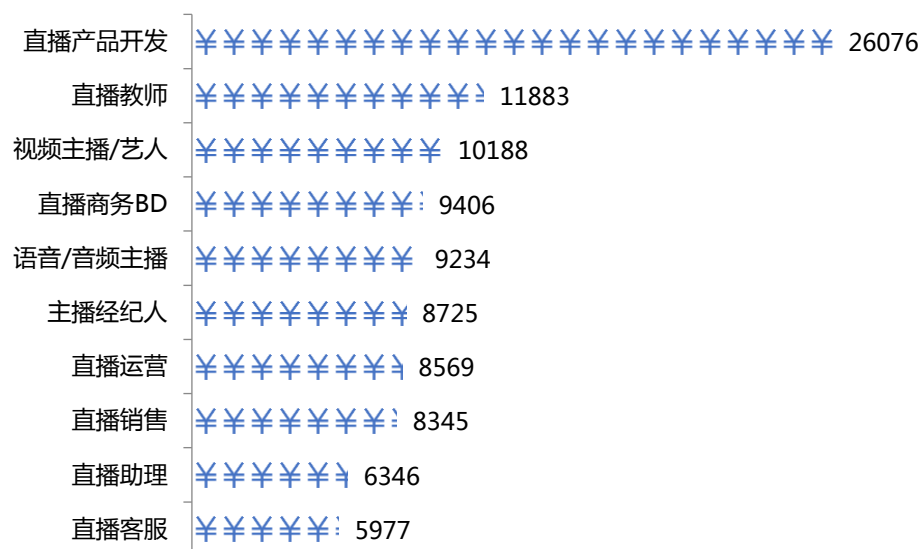 直播产品开发 26076
直播教师 11883
视频主播/艺人 10188
直播商务BD 9406
语音/音频主播 9234
主播经纪人 8725
直播运营 8569
直播销售 8345
直播助理 6346
直播客服 5977